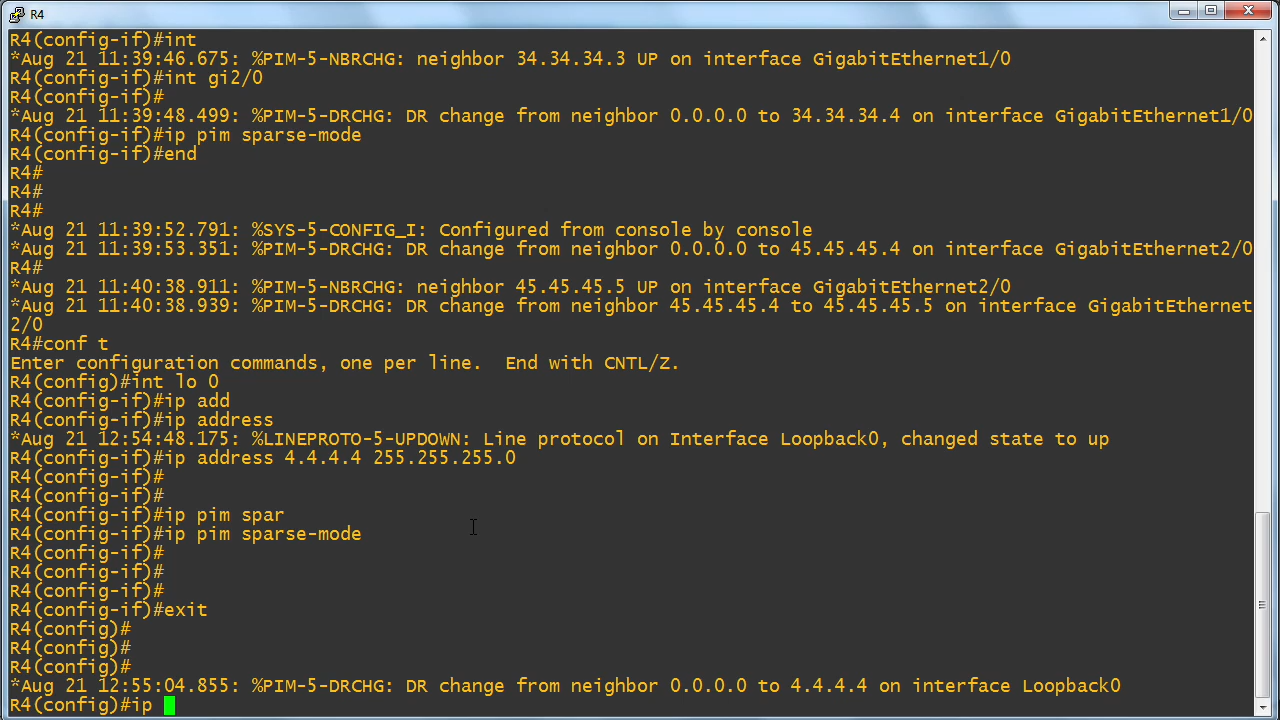 R4
R4(config-if)#int
*Aug 21 11:39:46.675: %PIM-5-NBRCHG: neighbor 34.34.34.3 UP on interface GigabitEthernet1/0
R4(config-if)#int gi2/0
R4(config-if)#
*Aug 21 11:39:48.499: %PIM-5-DRCHG: DR change from neighbor 0.0.0.0 to 34.34.34.4 on interface GigabitEthernet1/0
R4(config-if)#ip pim sparse-mode
R4(config-if)#end
R4#
R4#
R4#
*Aug 21 11:39:52.791: %SYS-5-CONFIG_I: Configured from console by console
*Aug 21 11:39:53.351: %PIM-5-DRCHG: DR change from neighbor 0.0.0.0 to 45.45.45.4 on interface GigabitEthernet2/0
R4#
*Aug 21 11:40:38.911: %PIM-5-NBRCHG: neighbor 45.45.45.5 UP on interface GigabitEthernet2/0
*Aug 21 11:40:38.939: %PIM-5-DRCHG: DR change from neighbor 45.45.45.4 to 45.45.45.5 on interface GigabitEthernet
2/0
R4#conf t
Enter configuration commands, one per line.  End with CNTL/Z.
R4(config)#int lo 0
R4(config-if)#ip add
R4(config-if)#ip address
*Aug 21 12:54:48.175: %LINEPROTO-5-UPDOWN: Line protocol on Interface Loopback0, changed state to up
R4(config-if)#ip address 4.4.4.4 255.255.255.0
R4(config-if)#
R4(config-if)#
R4(config-if)#ip pim spar
R4(config-if)#ip pim sparse-mode
R4(config-if)#
R4(config-if)#
R4(config-if)#
R4(config-if)#exit
R4(config)#
R4(config)#
R4(config)#
*Aug 21 12:55:04.855: %PIM-5-DRCHG: DR change from neighbor 0.0.0.0 to 4.4.4.4 on interface Loopback0
R4(config)#ip